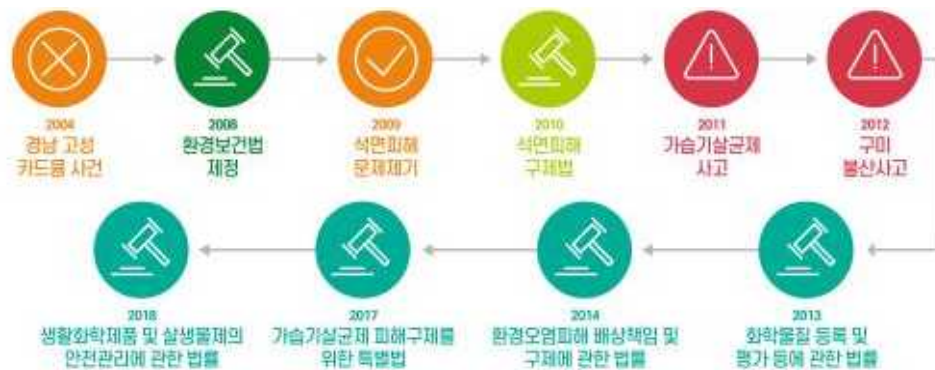 2004
경남 고성
카드뮴 사건
2008
환경보건법
제정
2009
석면피해
문제제기
2010
석면피해
구제법
2011
가습기살균제
사고
2012
구미
불산사고
2018
생활화학제품 및 살생물제의
안전관리에 관한 법률
2017
가습기살균제 피해구제를
위한 특별법
2014
환경오염피해 배상책임 및
구제에 관한 법률
2013
화학물질 등록 및
평가 등에 관한 법률